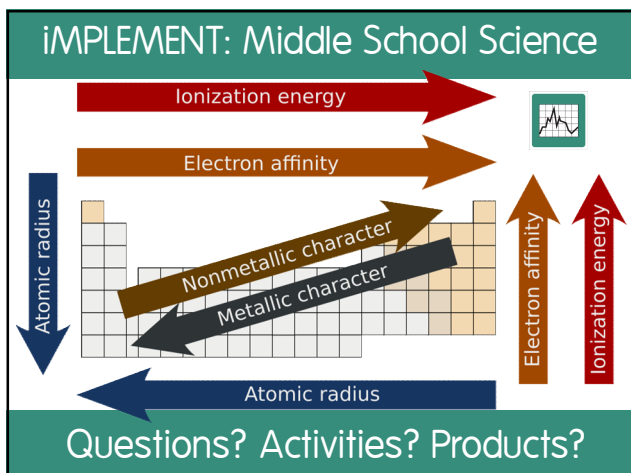 iMPLEMENT: Middle School Science
Ionization energy
Electron affinity
Atomic radius
Nonmetallic character
Metallic character
Electron affinity
Ionization energy
Atomic radius
Questions? Activities? Products?